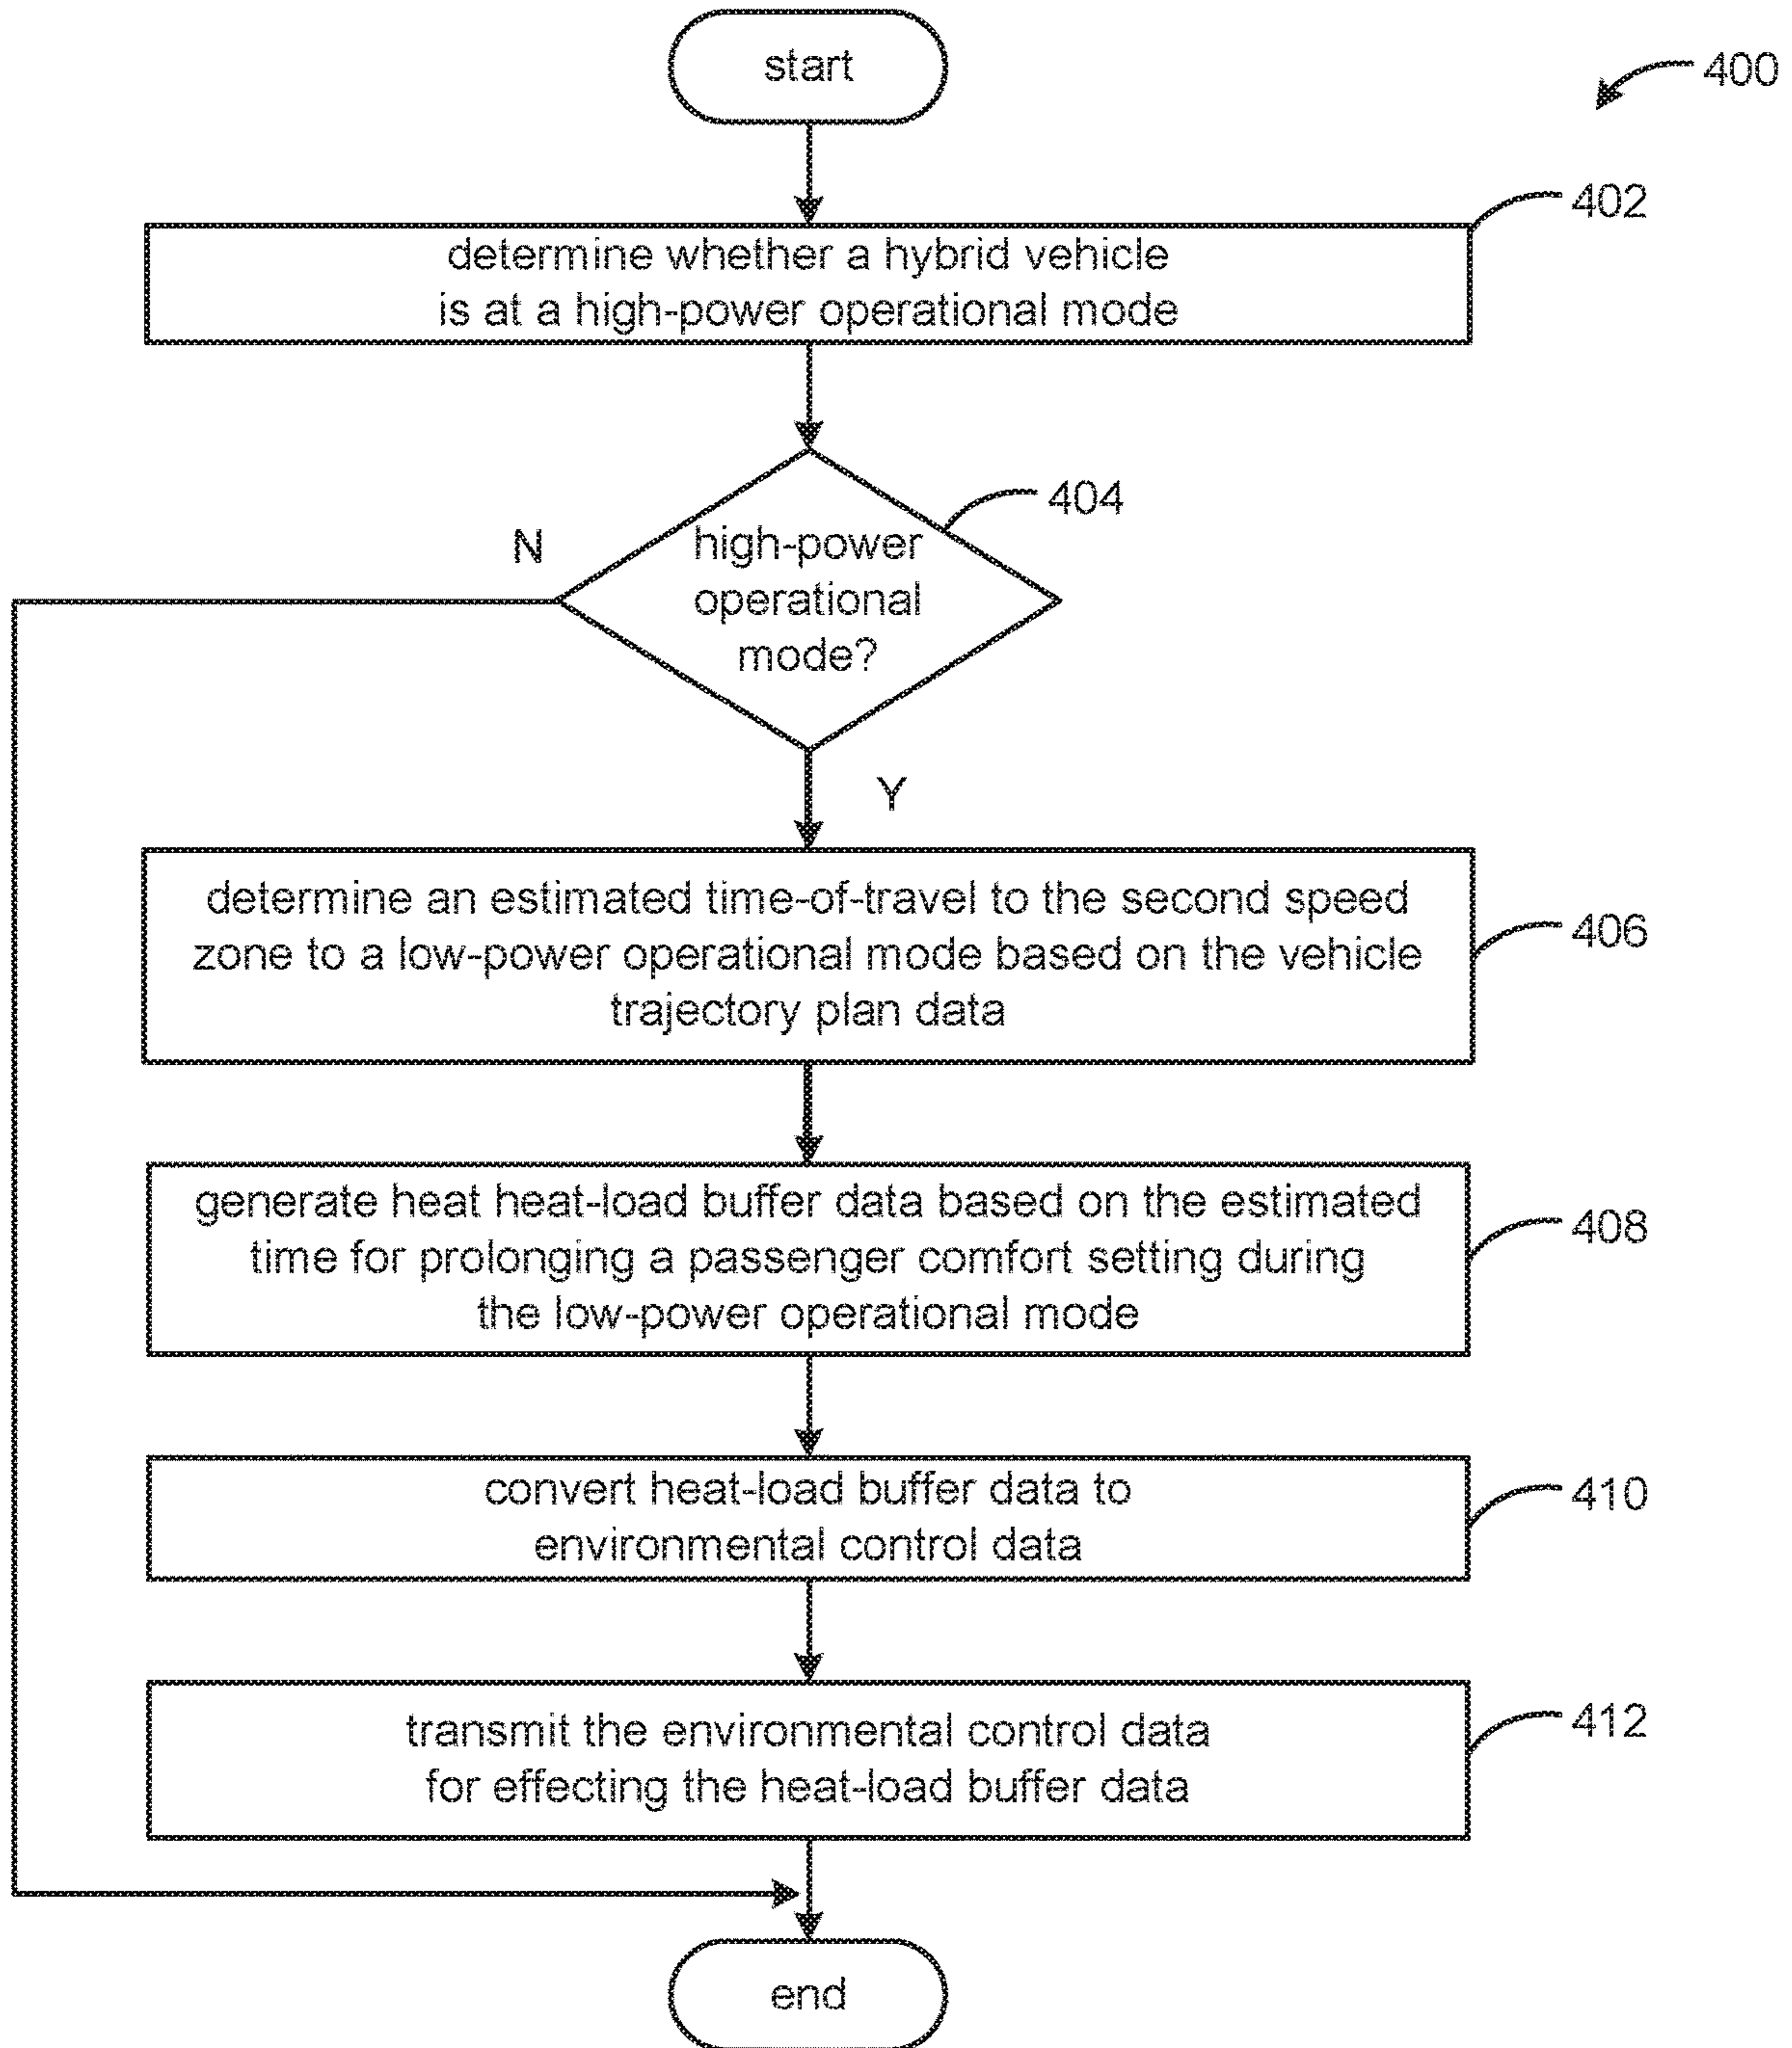 start
400
402
determine whether a hybrid vehicle
is at a high-power operational mode
404
N
high-power
operational
mode?
Y
determine an estimated time-of-travel to the second speed
zone to a low-power operational mode based on the vehicle
trajectory plan data
406
generate heat heat-load buffer data based on the estimated
time for prolonging a passenger comfort setting during
the low-power operational mode
408
convert heat-load buffer data to
environmental control data
410
transmit the environmental control data
for effecting the heat-load buffer data
412
end